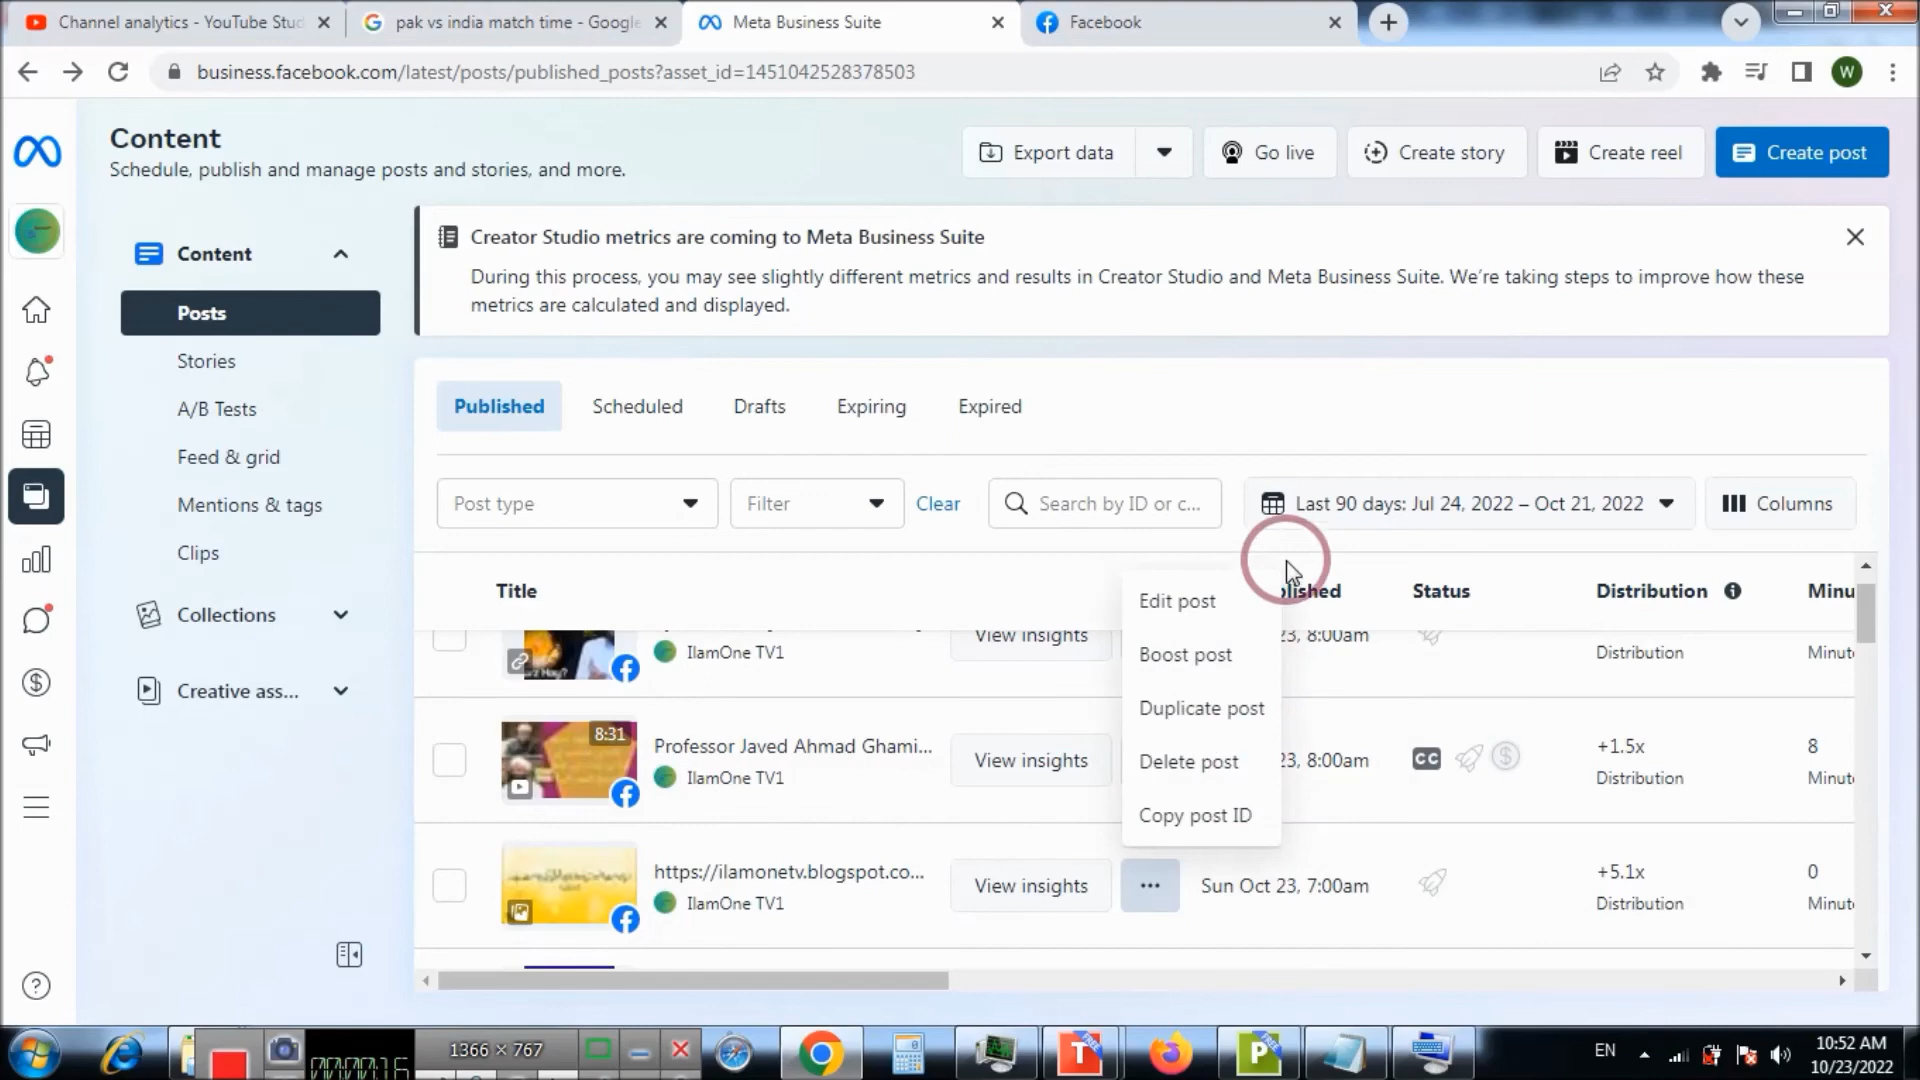 Channel analytics - YouTube Stud
pak vs india match time - Google
Meta Business Suite
Facebook
business.facebook.com/latest/posts/published_posts?asset_id=1451042528378503
W
Content
Schedule, publish and manage posts and stories, and more.
Export data
Go live
Create story
Create reel
Create post
Content
Posts
Stories
A/B Tests
Feed & grid
Mentions & tags
Clips
Collections
Creative ass...
Creator Studio metrics are coming to Meta Business Suite
During this process, you may see slightly different metrics and results in Creator Studio and Meta Business Suite. We're taking steps to improve how these
metrics are calculated and displayed.
Published
Scheduled
Drafts
Expiring
Expired
Post type
Filter
Clear
Search by ID or c...
Last 90 days: Jul 24, 2022 – Oct 21, 2022
Columns
Title
blished
Status
Distribution
Minu
IlamOne TV1
View insights
23, 8:00am
Distribution
Minute
Edit post
Boost post
Duplicate post
Delete post
Copy post ID
8:31
Professor Javed Ahmad Ghami...
IlamOne TV1
View insights
23, 8:00am
CC
+1.5x
Distribution
8
Minute
https://ilamonetv.blogspot.co...
IlamOne TV1
View insights
Sun Oct 23, 7:00am
+5.1x
Distribution
0
Minute
1366 × 767
EN
10:52 AM
10/23/2022